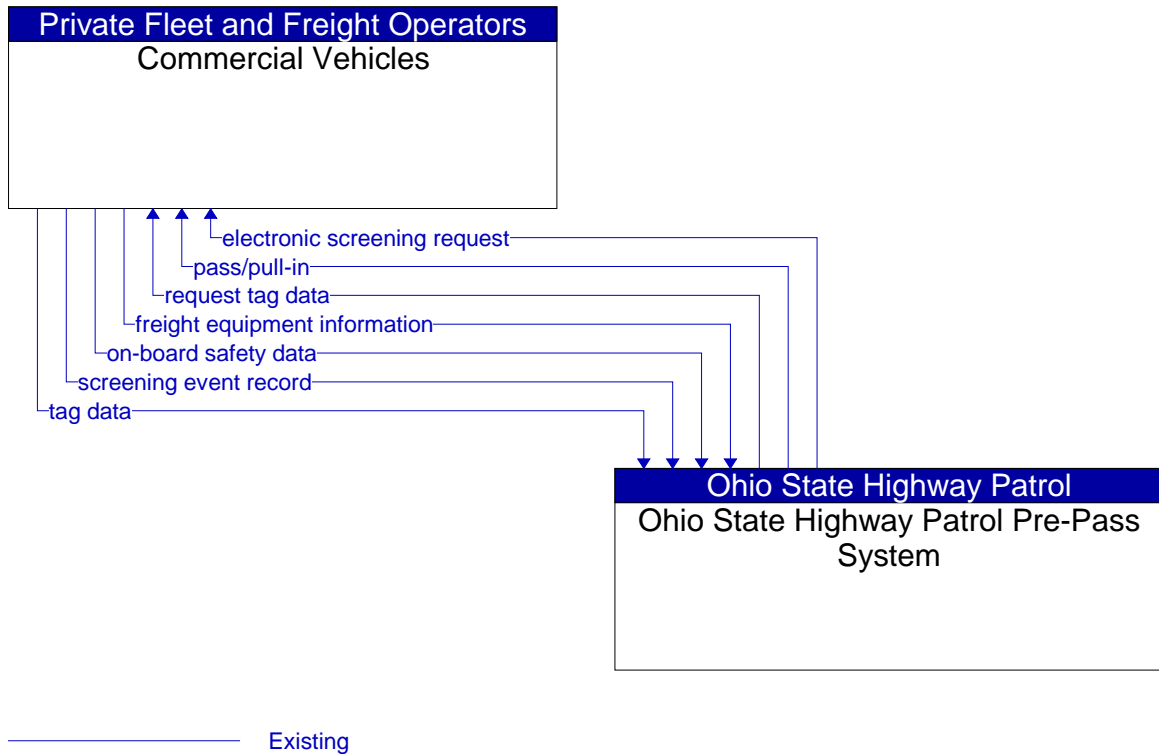 Private Fleet and Freight Operators
Commercial Vehicles
electronic screening request
pass/pull-in
request tag data
freight equipment information
on-board safety data
screening event record
tag data
Ohio State Highway Patrol
Ohio State Highway Patrol Pre-Pass
System
Existing